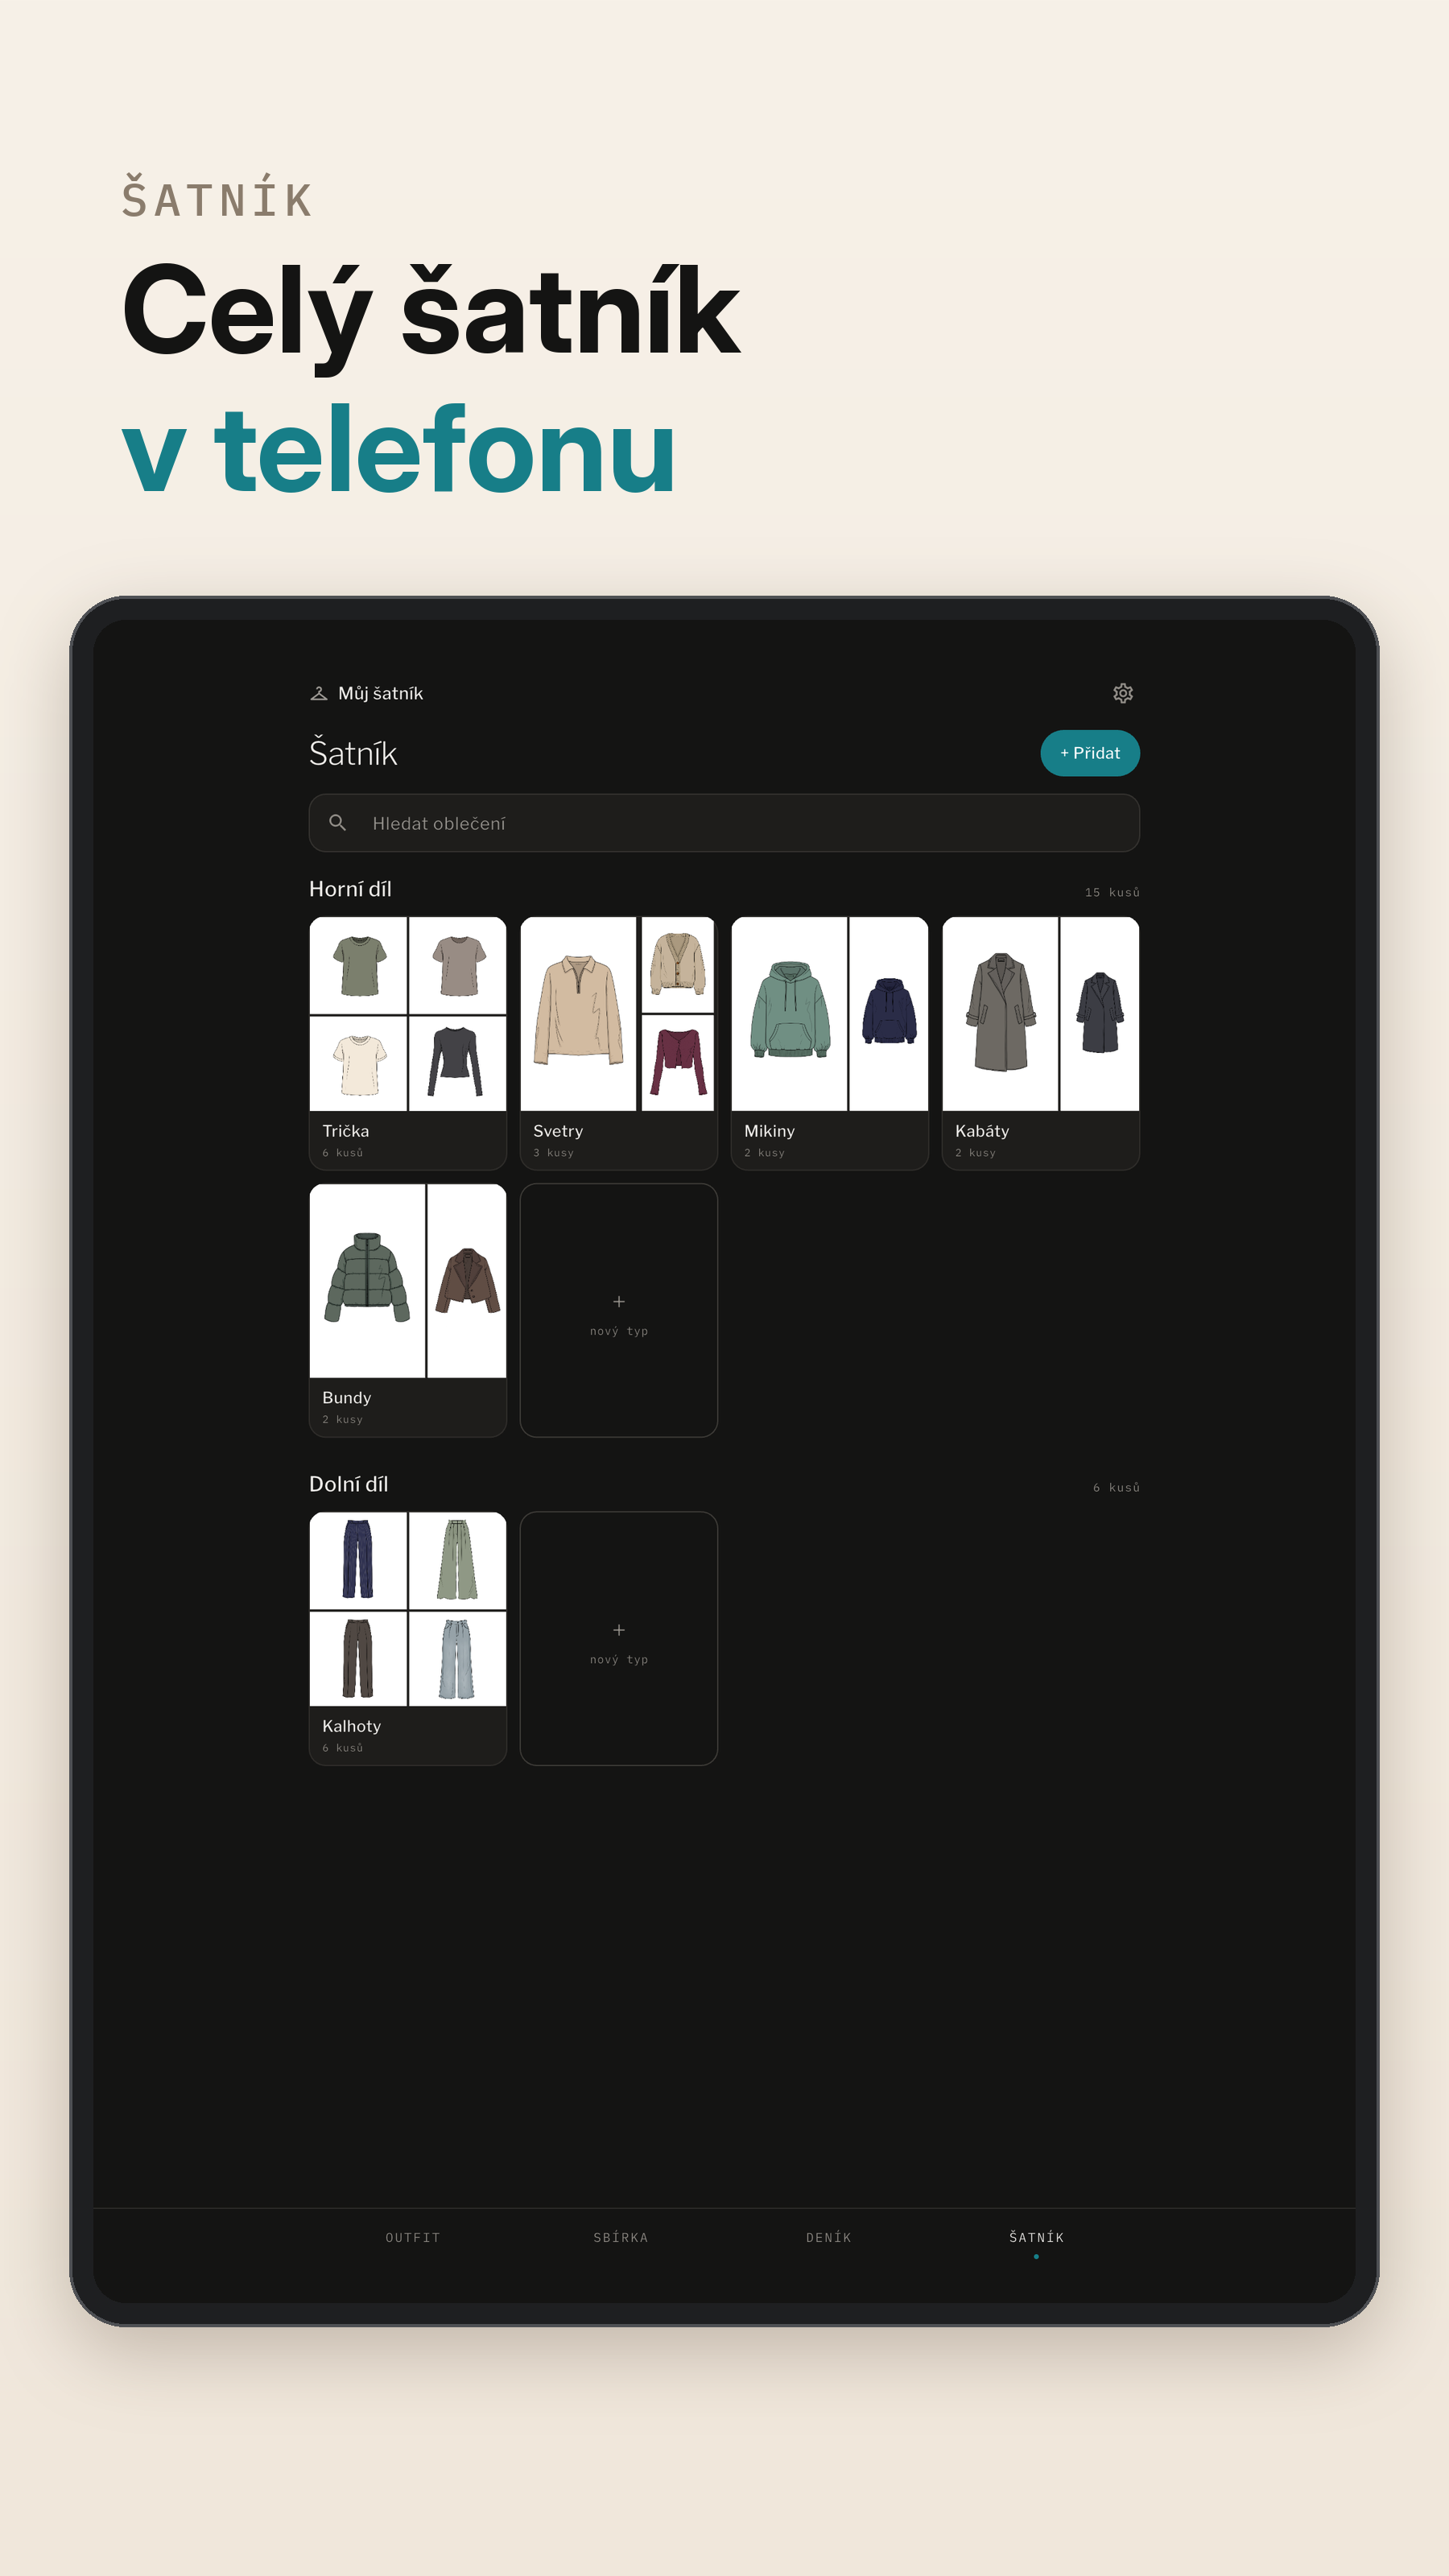 ŠATNÍK
Celý šatník
v telefonu
Můj šatník
Šatník
+ Přidat
Hledat oblečení
Horní díl
15 kusů
Trička
6 kusů
Svetry
3 kusy
Mikiny
2 kusy
Kabáty
2 kusy
Bundy
2 kusy
+
nový typ
Dolní díl
6 kusů
Kalhoty
6 kusů
+
nový typ
OUTFIT
SBÍRKA
DENÍK
ŠATNÍK